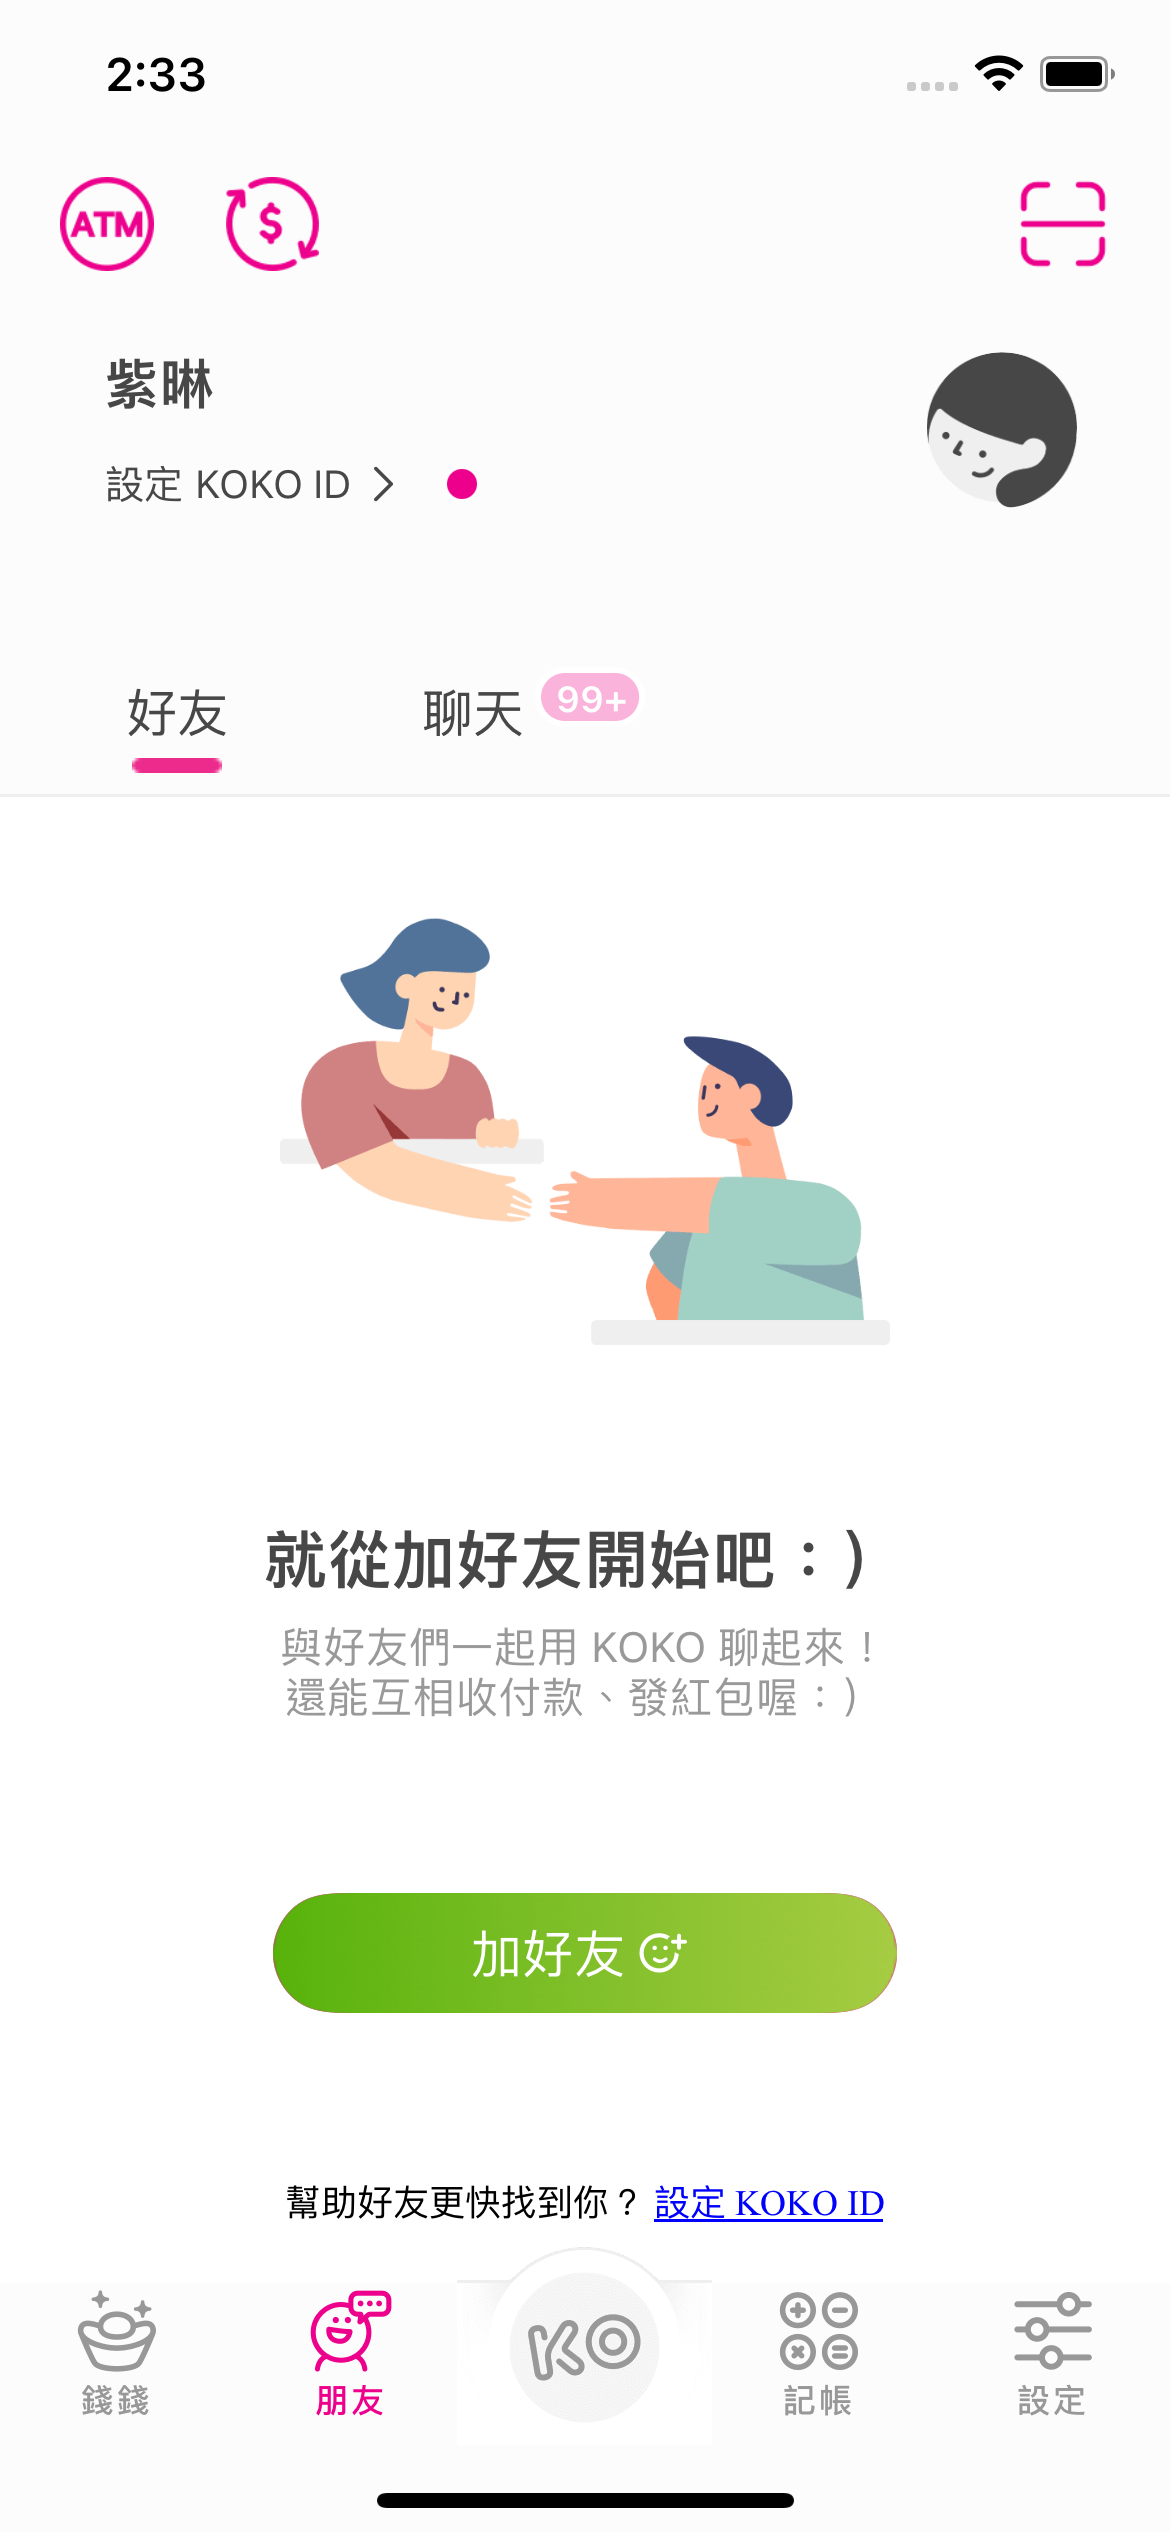 2:33
ATM
紫晽
設定 KOKO ID
好友
聊天
99+
就從加好友開始吧：)
與好友們一起用 KOKO 聊起來！
還能互相收付款、發紅包喔：)
加好友
幫助好友更快找到你？ 設定 KOKO ID
KO
錢錢
朋友
記帳
設定